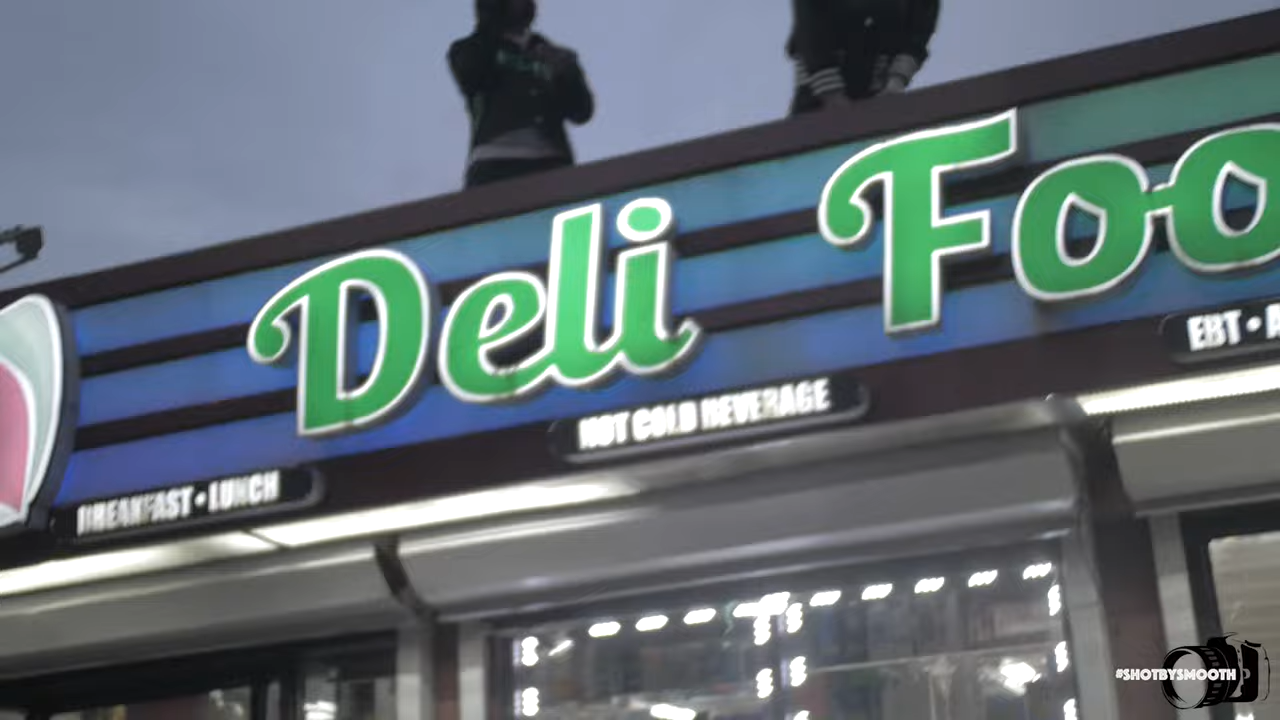 Deli Foo
BREAKFAST • LUNCH
HOT COLD BEVERAGE
EBT • A
#SHOTBYSMOOTH